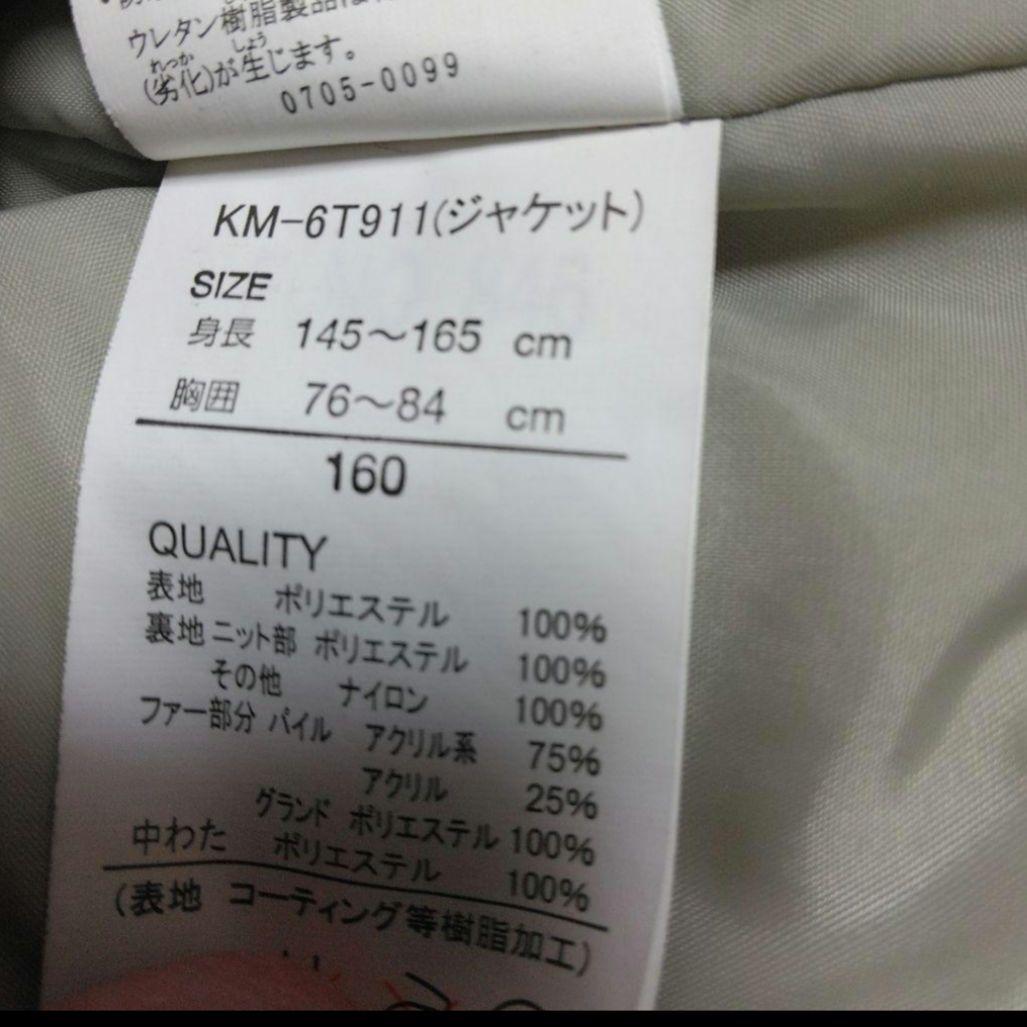 ウレタン樹脂製品は
れっか しょう
(劣化)が生じます。
0705-0099
KM-6T911(ジャケット)
SIZE
身長 145～165 cm
胸囲 76～84 cm
160
QUALITY
表地 ポリエステル 100%
裏地 ニット部 ポリエステル 100%
その他 ナイロン 100%
ファー部分 パイル アクリル系 75%
アクリル 25%
グランド ポリエステル 100%
中わた ポリエステル 100%
(表地 コーティング等樹脂加工)